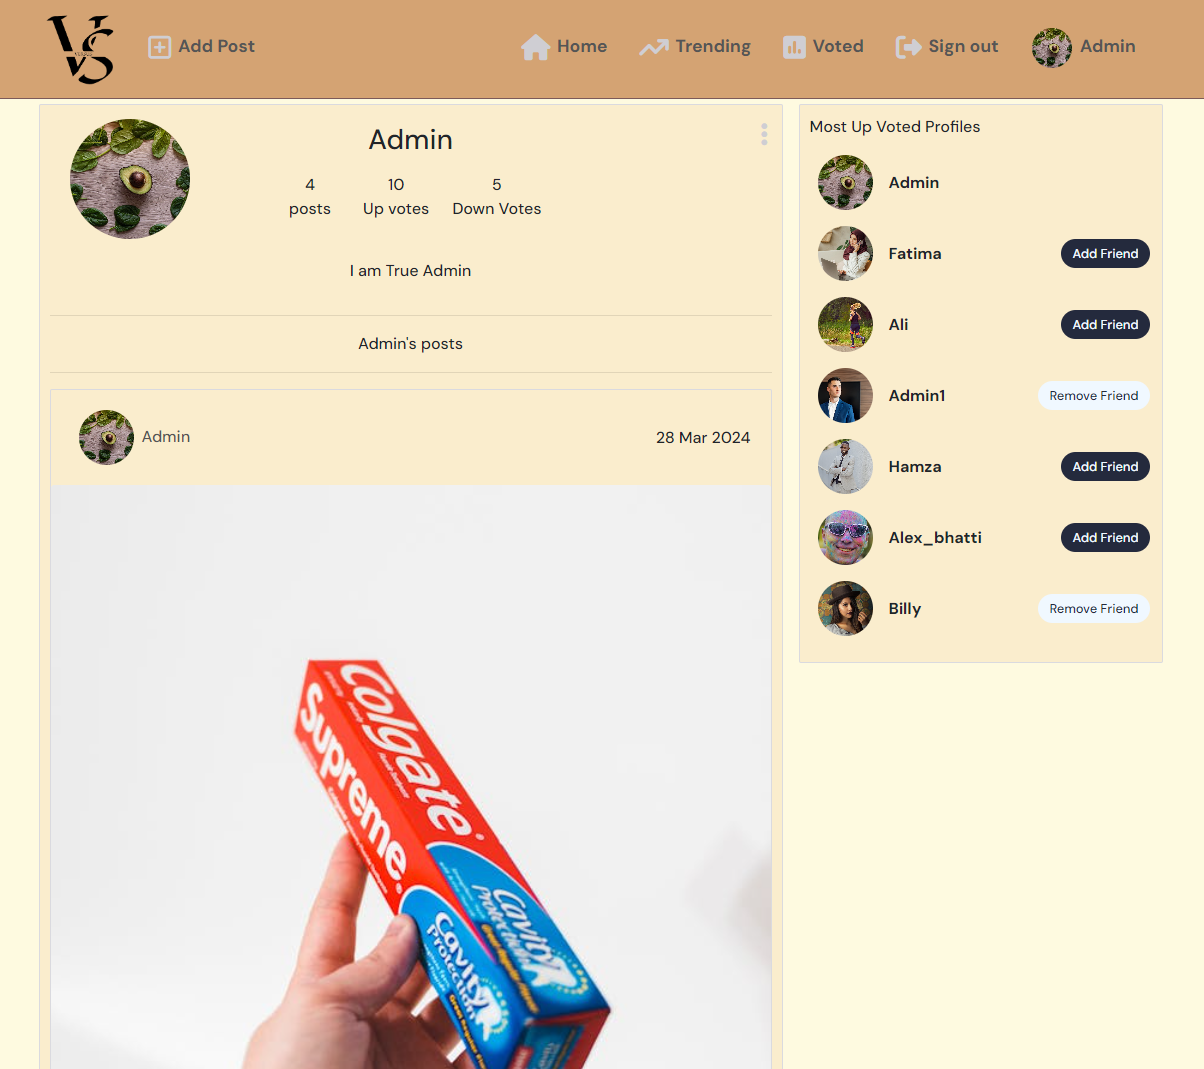 VS
Add Post
Home
Trending
Voted
Sign out
Admin
Admin
4
posts
10
Up votes
5
Down Votes
I am True Admin
Admin's posts
Admin
28 Mar 2024
Colgate
Supreme
Cavity
Protection
Cavity
Protection
Most Up Voted Profiles
Admin
Fatima
Add Friend
Ali
Add Friend
Admin1
Remove Friend
Hamza
Add Friend
Alex_bhatti
Add Friend
Billy
Remove Friend